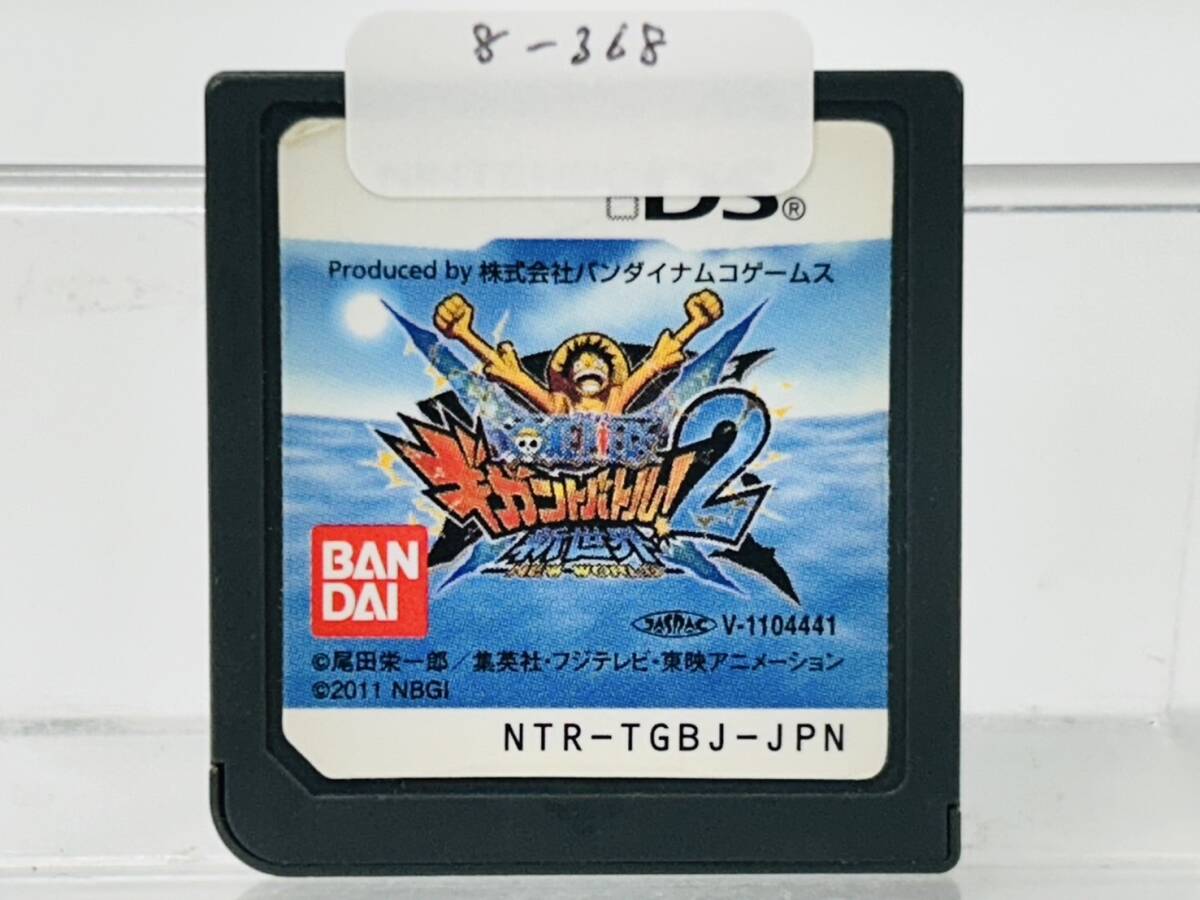 8-368
DS®
Produced by 株式会社バンダイナムコゲームス
ONE PIECE
ギガントバトル!2
新世界
NEW WORLD
BAN
DAI
JASRAC V-1104441
©尾田栄一郎／集英社・フジテレビ・東映アニメーション
©2011 NBGI
NTR-TGBJ-JPN